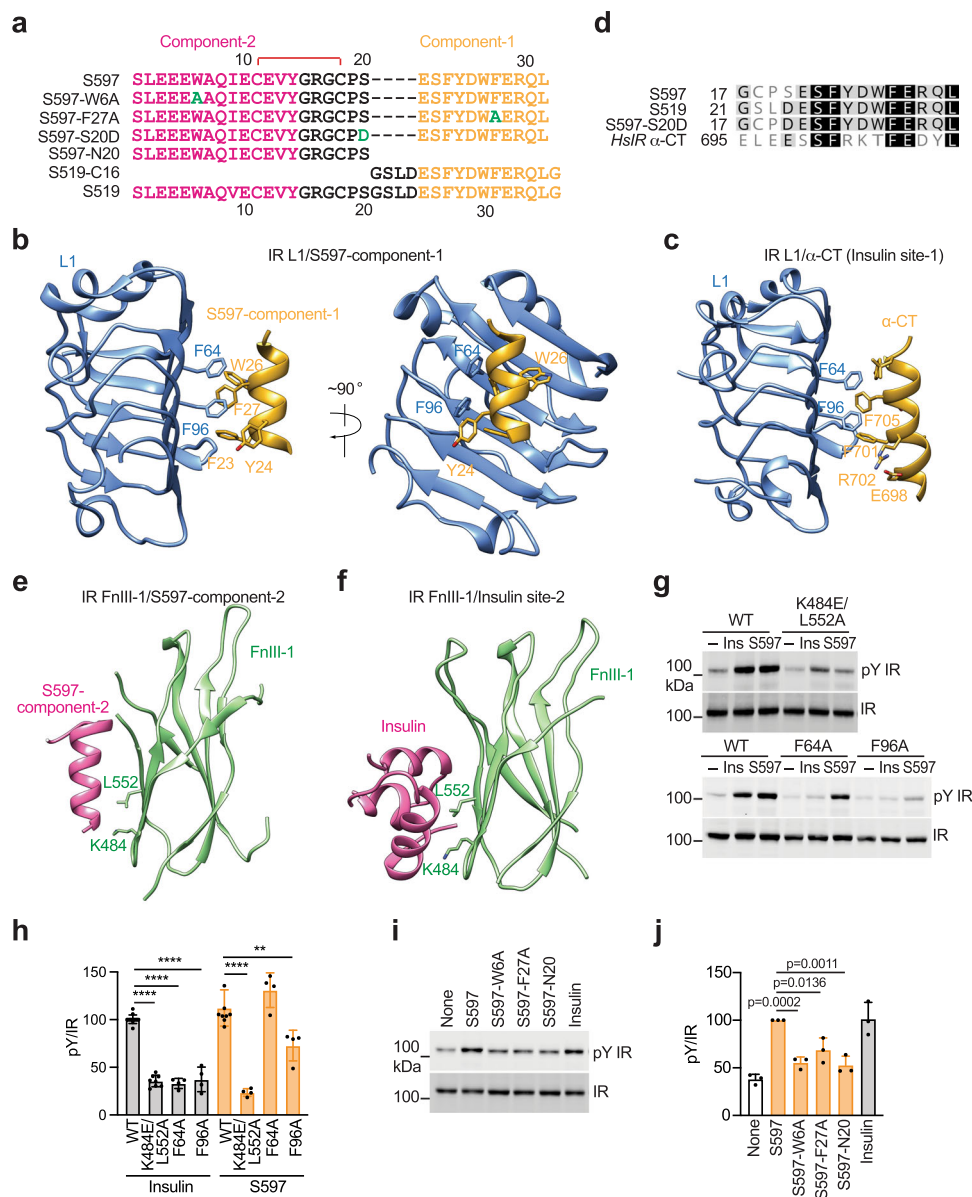 a
Component-2 Component-1
10 20 30
S597 SLEEEWAQIECEVYGRGCPS----ESFYDWFERQL
S597-W6A SLEEEAAQIECEVYGRGCPS----ESFYDWFERQL
S597-F27A SLEEEWAQIECEVYGRGCPS----ESFYDWAERQL
S597-S20D SLEEEWAQIECEVYGRGCPD----ESFYDWFERQL
S597-N20 SLEEEWAQIECEVYGRGCPS
S519-C16 GSLDESFYDWFERQLG
S519 SLEEEWAQVECEVYGRGCPSGSLDESFYDWFERQLG
10 20 30
d
S597 17 GCPSESFYDWFERQL
S519 21 GSLDESFYDWFERQL
S597-S20D 17 GCPDESFYDWFERQL
HsIR α-CT 695 ELEESSFRKTFEDYL
b
IR L1/S597-component-1
L1
S597-component-1
F64
W26
F27
F96
F23
Y24
~90°
F64
W26
F96
Y24
c
IR L1/α-CT (Insulin site-1)
L1
α-CT
F64
F96
F705
F701
R702
E698
e
IR FnIII-1/S597-component-2
FnIII-1
S597-
component-2
L552
K484
f
IR FnIII-1/Insulin site-2
FnIII-1
Insulin
L552
K484
g
WT K484E/
L552A
– Ins S597 – Ins S597
100
kDa
pY IR
100
IR
WT F64A F96A
– Ins S597 – Ins S597 – Ins S597
100
pY IR
100
IR
h
**** ** 
****
**** ****
pY/IR
150
100
50
0
WT
K484E/
L552A
F64A
F96A
WT
K484E/
L552A
F64A
F96A
Insulin S597
i
None
S597
S597-W6A
S597-F27A
S597-N20
Insulin
100
kDa
pY IR
100
IR
j
p=0.0011
p=0.0136
p=0.0002
pY/IR
150
100
50
0
None
S597
S597-W6A
S597-F27A
S597-N20
Insulin